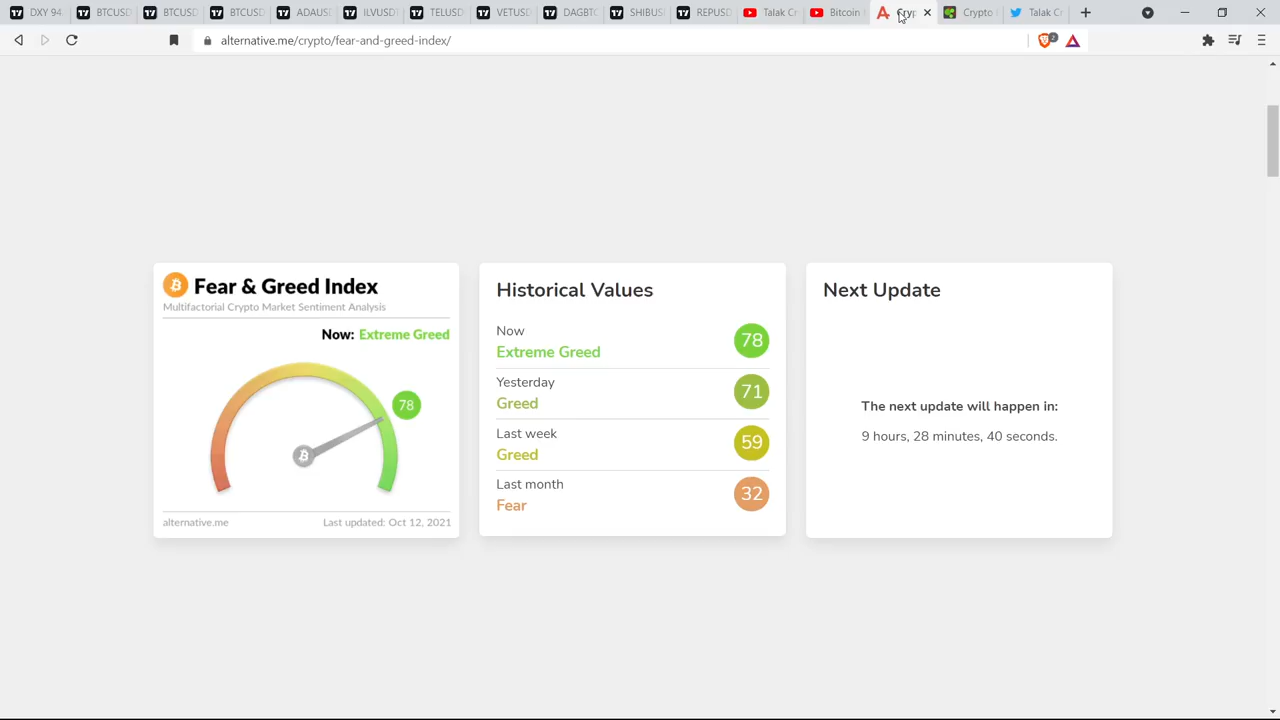 DXY 94
BTCUSD
BTCUSD
BTCUSD
ADAUSD
ILVUSDT
TELUSD
VETUSD
DAGBTC
SHIBUS
REPUSD
Talak Cr
Bitcoin
Cryp
Crypto
Talak Cr
alternative.me/crypto/fear-and-greed-index/
2
Fear & Greed Index
Multifactorial Crypto Market Sentiment Analysis
Now: Extreme Greed
78
alternative.me
Last updated: Oct 12, 2021
Historical Values
Now
Extreme Greed
78
Yesterday
Greed
71
Last week
Greed
59
Last month
Fear
32
Next Update
The next update will happen in:
9 hours, 28 minutes, 40 seconds.